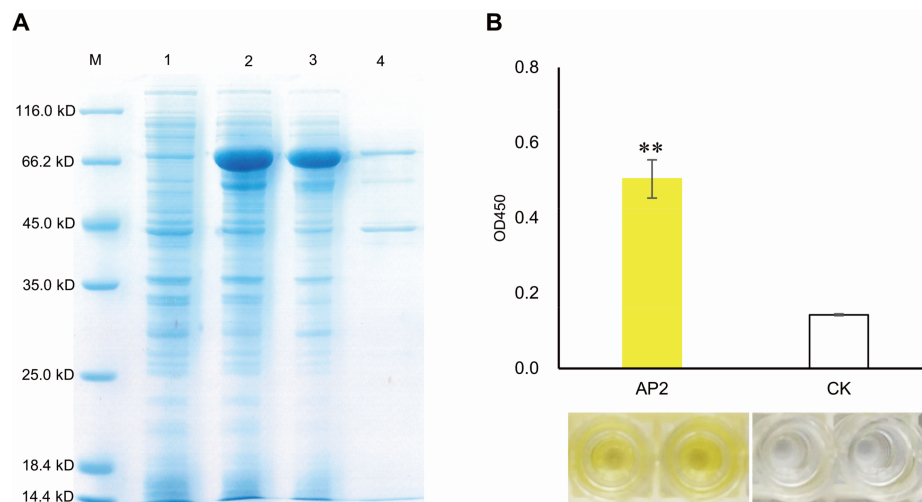 A
M 1 2 3 4
116.0 kD
66.2 kD
45.0 kD
35.0 kD
25.0 kD
18.4 kD
14.4 kD
B
0.8
0.6
0.4
0.2
0.0
OD450
**
AP2 CK